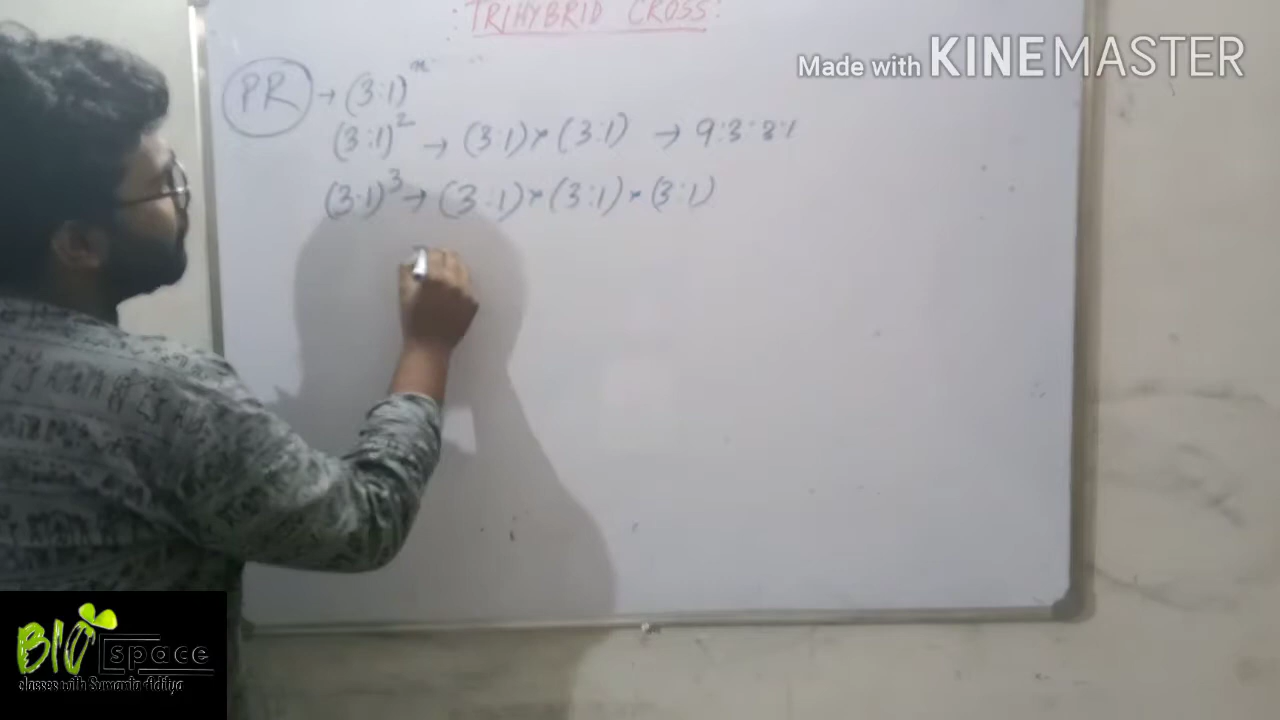 : TRIHYBRID CROSS:
Made with KINEMASTER
PR → (3:1)ⁿ
(3:1)² → (3:1) × (3:1) → 9:3:3:1
(3:1)³ → (3:1) × (3:1) × (3:1)
BIO space
classes with Sumanta Aditya